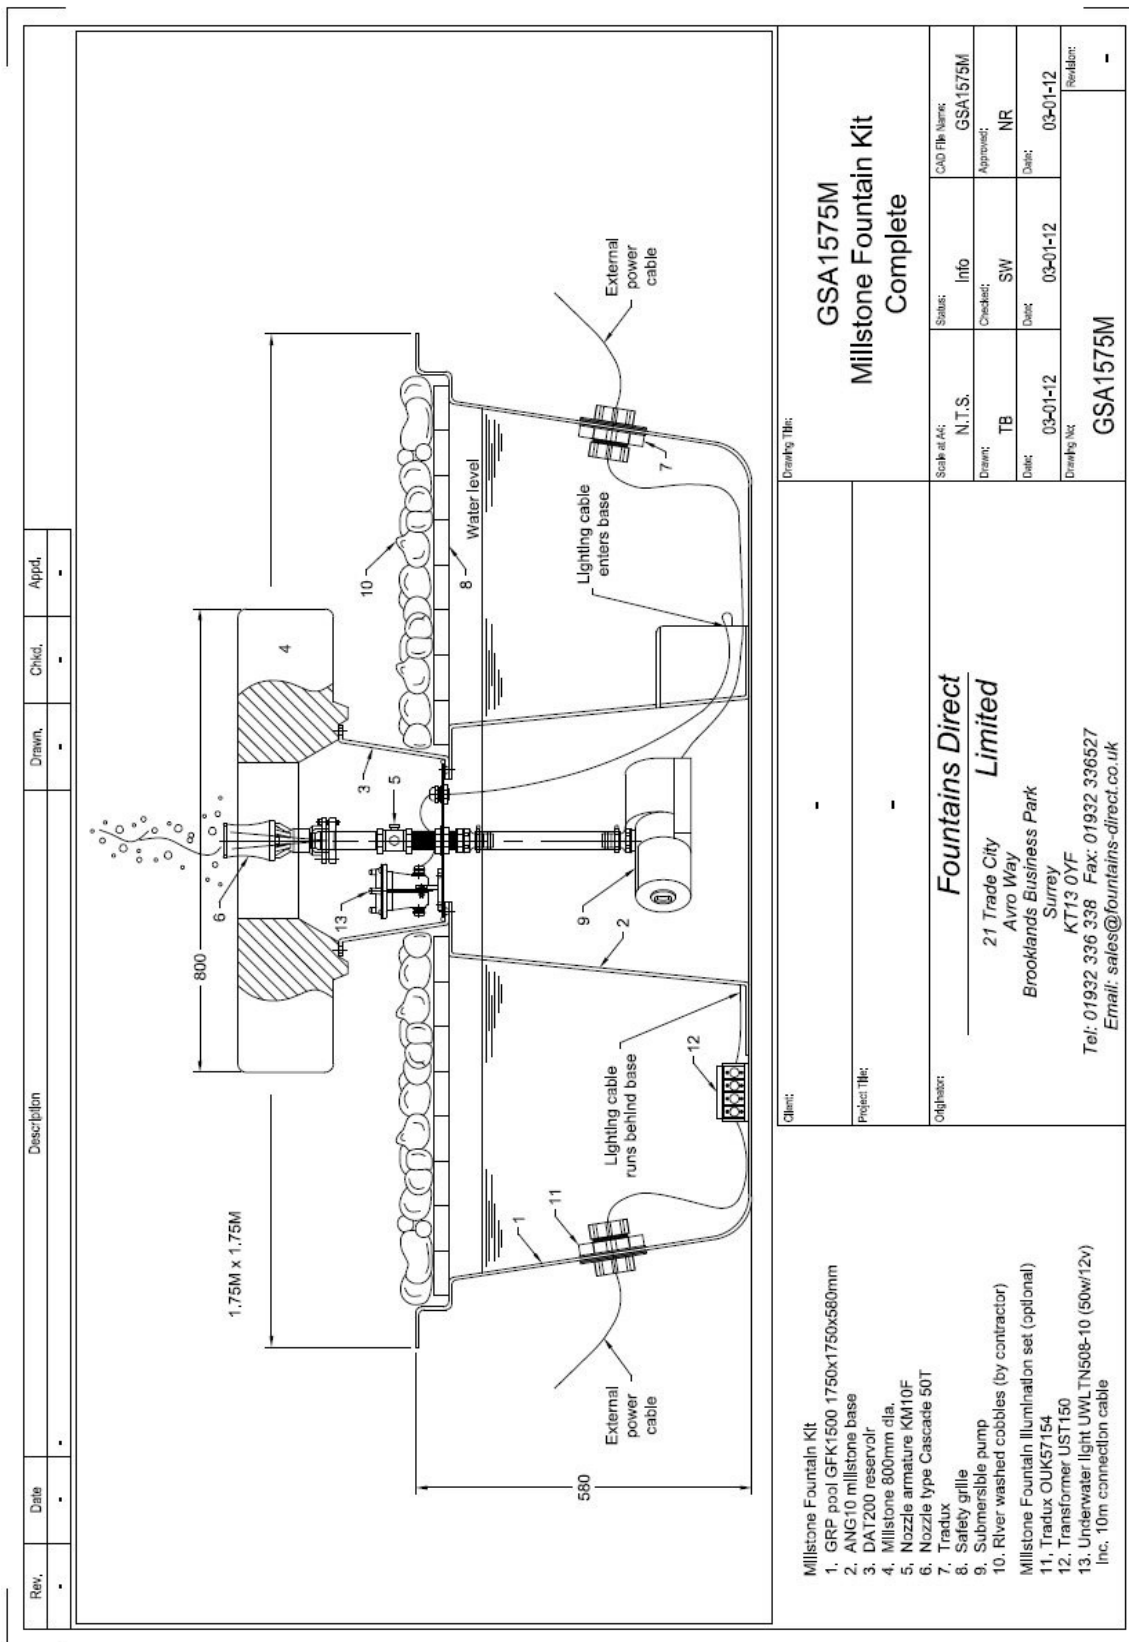 Rev.
Date
Description
Drawn.
Chkd.
Appd.
-
-
-
-
-
-
1.75M x 1.75M
800
580
External
power
cable
1
11
Lighting cable
runs behind base
12
2
9
13
6
5
3
4
10
8
Water level
Lighting cable
enters base
7
External
power
cable
Millstone Fountain Kit
1. GRP pool GFK1500 1750x1750x580mm
2. ANG10 millstone base
3. DAT200 reservoir
4. Millstone 800mm dia.
5. Nozzle armature KM10F
6. Nozzle type Cascade 50T
7. Tradux
8. Safety grille
9. Submersible pump
10. River washed cobbles (by contractor)
Millstone Fountain illumination set (optional)
11. Tradux OUK57154
12. Transformer UST150
13. Underwater light UWLTN508-10 (50w/12v)
Inc. 10m connection cable
Client:
-
Project Title:
-
Originator:
Fountains Direct
Limited
21 Trade City
Avro Way
Brooklands Business Park
Surrey
KT13 0YF
Tel: 01932 336 338 Fax: 01932 336527
Email: sales@fountains-direct.co.uk
Drawing Title:
GSA1575M
Millstone Fountain Kit
Complete
Scale at A4:
N.T.S.
Status:
Info
CAD File Name:
GSA1575M
Drawn:
TB
Checked:
SW
Approved:
NR
Date:
03-01-12
Date:
03-01-12
Date:
03-01-12
Drawing No:
GSA1575M
Revision:
-